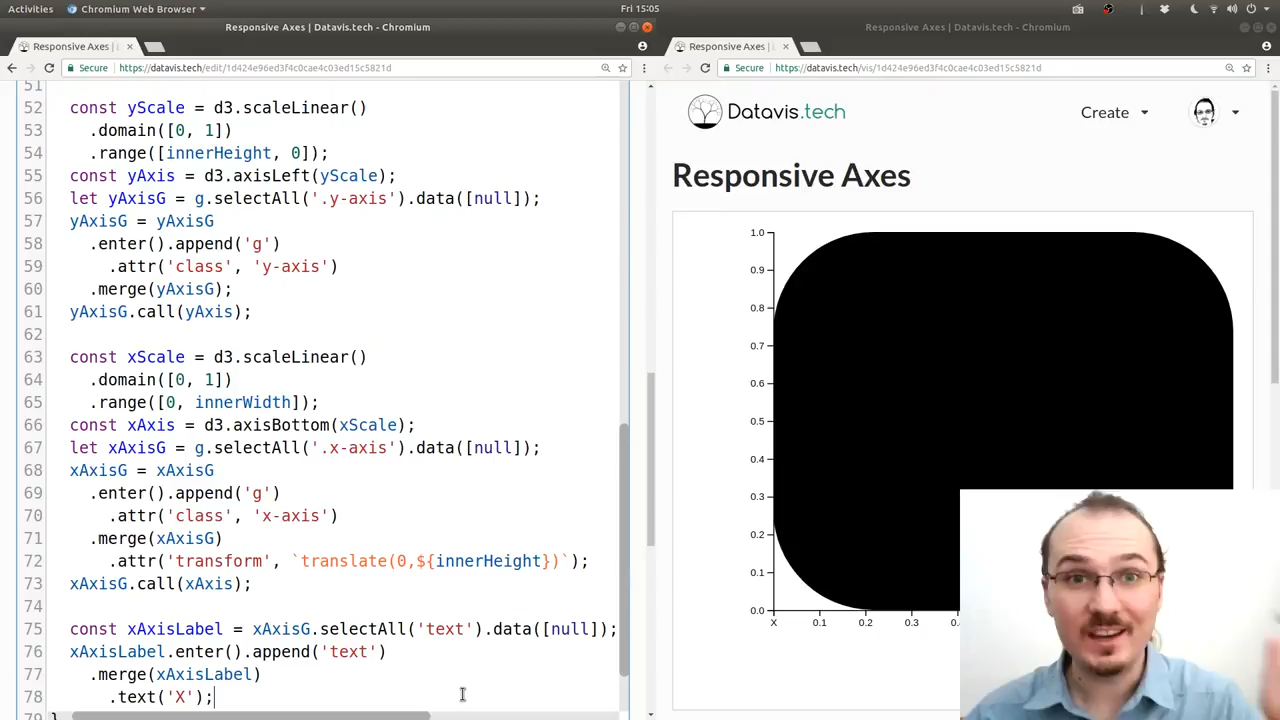 Activities
Chromium Web Browser
Fri 15:05
Responsive Axes | Datavis.tech - Chromium
Responsive Axes | Datavis.tech - Chromium
Responsive Axes |
Responsive Axes |
Secure
https://datavis.tech/edit/1d424e96ed3f4c0cae4c03ed15c5821d
Secure
https://datavis.tech/vis/1d424e96ed3f4c0cae4c03ed15c5821d
51
52 const yScale = d3.scaleLinear()
53 .domain([0, 1])
54 .range([innerHeight, 0]);
55 const yAxis = d3.axisLeft(yScale);
56 let yAxisG = g.selectAll('.y-axis').data([null]);
57 yAxisG = yAxisG
58 .enter().append('g')
59 .attr('class', 'y-axis')
60 .merge(yAxisG);
61 yAxisG.call(yAxis);
62
63 const xScale = d3.scaleLinear()
64 .domain([0, 1])
65 .range([0, innerWidth]);
66 const xAxis = d3.axisBottom(xScale);
67 let xAxisG = g.selectAll('.x-axis').data([null]);
68 xAxisG = xAxisG
69 .enter().append('g')
70 .attr('class', 'x-axis')
71 .merge(xAxisG)
72 .attr('transform', `translate(0,${innerHeight})`);
73 xAxisG.call(xAxis);
74
75 const xAxisLabel = xAxisG.selectAll('text').data([null]);
76 xAxisLabel.enter().append('text')
77 .merge(xAxisLabel)
78 .text('X');
79 }
Datavis.tech
Create
Responsive Axes
1.0
0.9
0.8
0.7
0.6
0.5
0.4
0.3
0.2
0.1
0.0
X 0.1 0.2 0.3